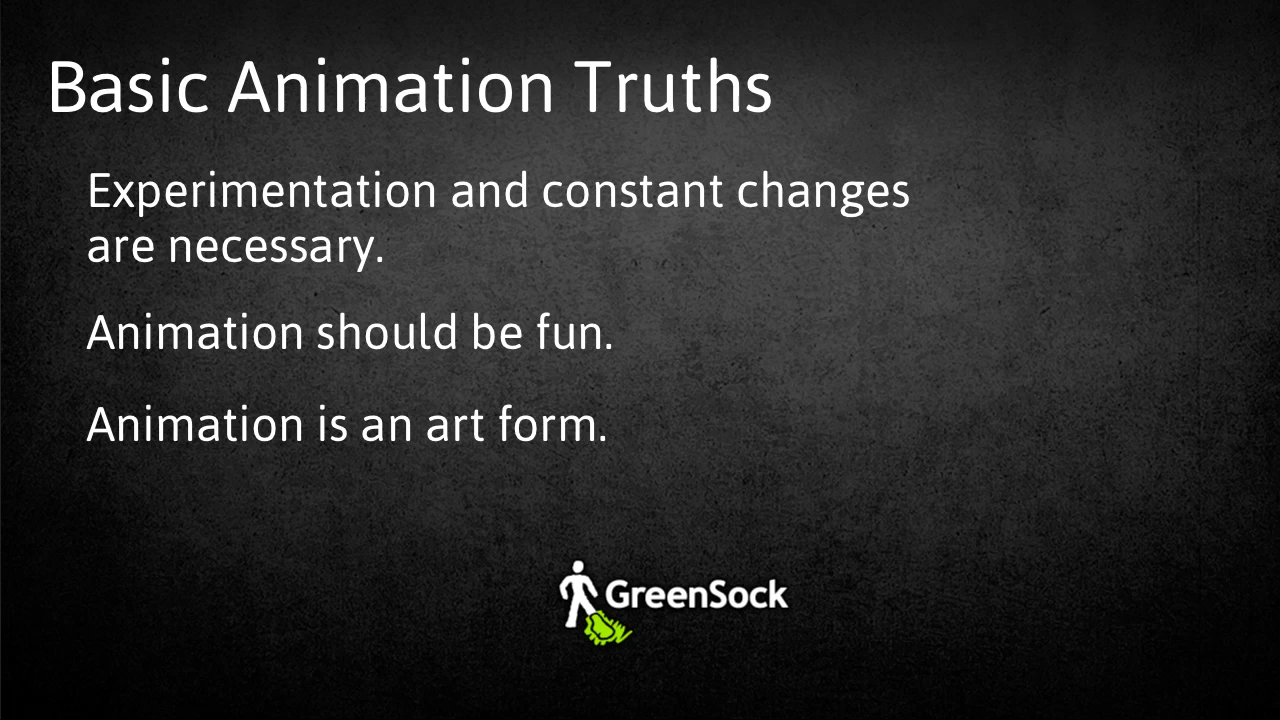 Basic Animation Truths
Experimentation and constant changes
are necessary.
Animation should be fun.
Animation is an art form.
GreenSock